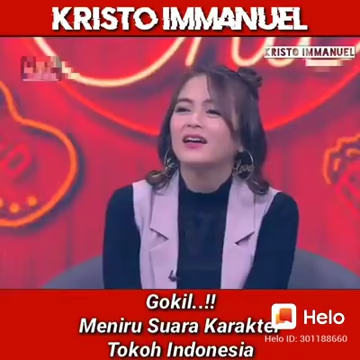 KRISTO IMMANUEL
KRISTO IMMANUEL
Gokil..!!
Meniru Suara Karakter
Tokoh Indonesia
Helo
Helo ID: 301188660